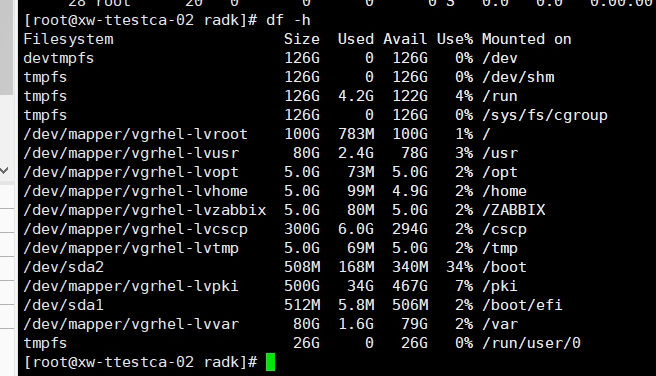 28 root 20 0 0 0 0 S 0.0 0.0 0:00.00
[root@xw-ttestca-02 radk]# df -h
Filesystem Size Used Avail Use% Mounted on
devtmpfs 126G 0 126G 0% /dev
tmpfs 126G 0 126G 0% /dev/shm
tmpfs 126G 4.2G 122G 4% /run
tmpfs 126G 0 126G 0% /sys/fs/cgroup
/dev/mapper/vgrhel-lvroot 100G 783M 100G 1% /
/dev/mapper/vgrhel-lvusr 80G 2.4G 78G 3% /usr
/dev/mapper/vgrhel-lvopt 5.0G 73M 5.0G 2% /opt
/dev/mapper/vgrhel-lvhome 5.0G 99M 4.9G 2% /home
/dev/mapper/vgrhel-lvzabbix 5.0G 80M 5.0G 2% /ZABBIX
/dev/mapper/vgrhel-lvcscp 300G 6.0G 294G 2% /cscp
/dev/mapper/vgrhel-lvtmp 5.0G 69M 5.0G 2% /tmp
/dev/sda2 508M 168M 340M 34% /boot
/dev/mapper/vgrhel-lvpki 500G 34G 467G 7% /pki
/dev/sda1 512M 5.8M 506M 2% /boot/efi
/dev/mapper/vgrhel-lvvar 80G 1.6G 79G 2% /var
tmpfs 26G 0 26G 0% /run/user/0
[root@xw-ttestca-02 radk]#